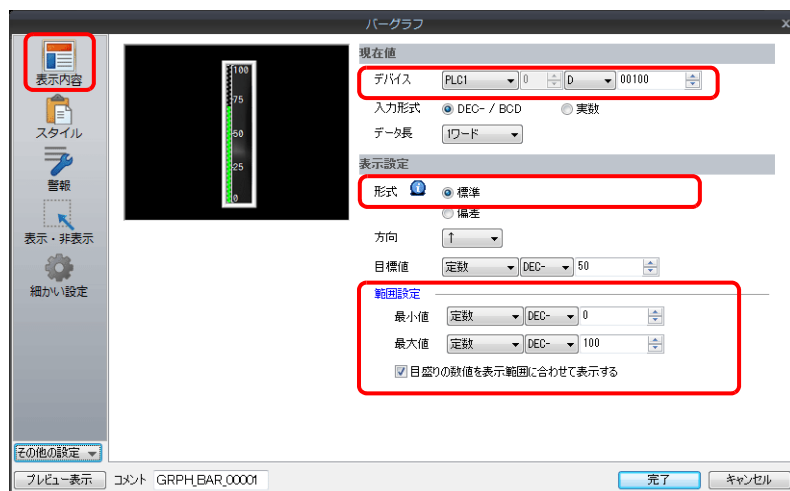 バーグラフ
×
表示内容
スタイル
警報
表示・非表示
細かい設定
その他の設定
100
75
50
25
0
現在値
デバイス PLC1 0 D 00100
入力形式 DEC- / BCD 実数
データ長 1ワード
表示設定
形式 標準
偏差
方向 ↑
目標値 定数 DEC- 50
範囲設定
最小値 定数 DEC- 0
最大値 定数 DEC- 100
目盛りの数値を表示範囲に合わせて表示する
プレビュー表示 コメント GRPH_BAR_00001 完了 キャンセル